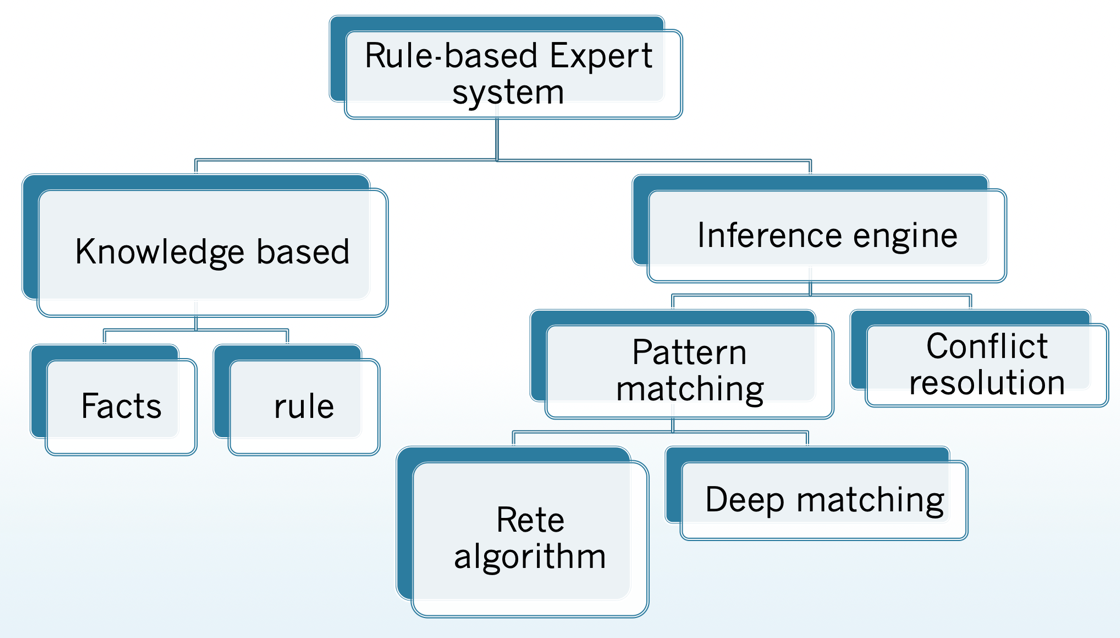 Rule-based Expert
system
Knowledge based
Inference engine
Facts
rule
Pattern
matching
Conflict
resolution
Rete
algorithm
Deep matching